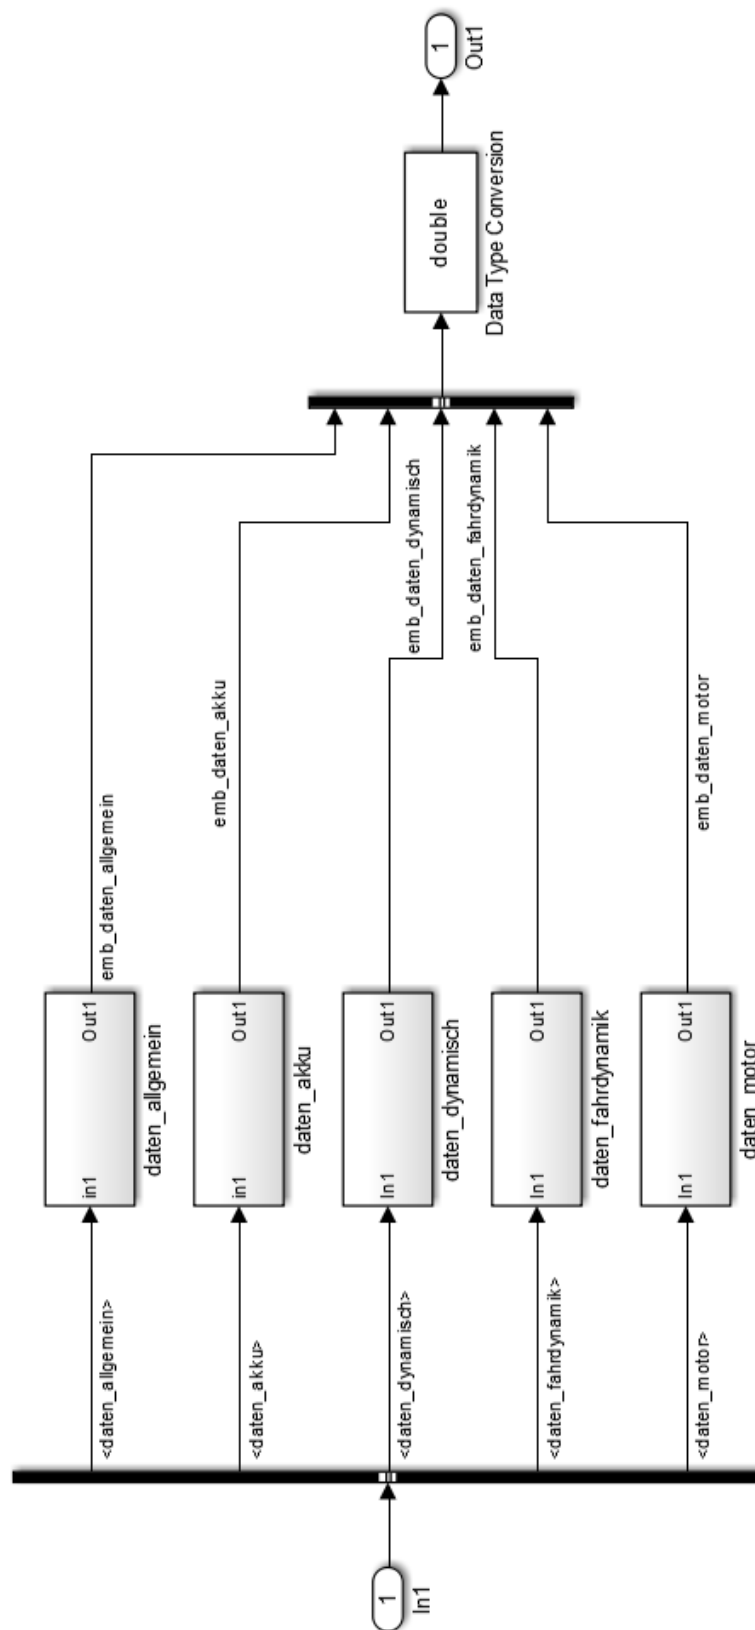 1
In1
<daten_allgemein>
<daten_akku>
<daten_dynamisch>
<daten_fahrdynamik>
<daten_motor>
in1
Out1
daten_allgemein
in1
Out1
daten_akku
In1
Out1
daten_dynamisch
In1
Out1
daten_fahrdynamik
In1
Out1
daten_motor
emb_daten_allgemein
emb_daten_akku
emb_daten_dynamisch
emb_daten_fahrdynamik
emb_daten_motor
double
Data Type Conversion
1
Out1